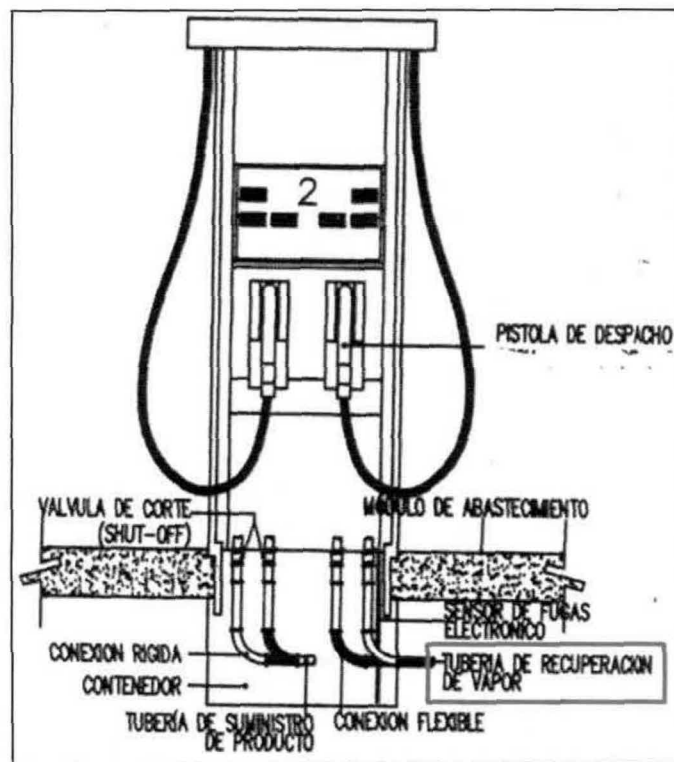 2
PISTOLA DE DESPACHO
VALVULA DE CORTE
(SHUT-OFF)
MODULO DE ABASTECIMIENTO
SENSOR DE FUGAS
ELECTRONICO
CONEXION RIGIDA
CONTENEDOR
TUBERÍA DE SUMINISTRO
DE PRODUCTO
CONEXION FLEXIBLE
TUBERIA DE RECUPERACION
DE VAPOR